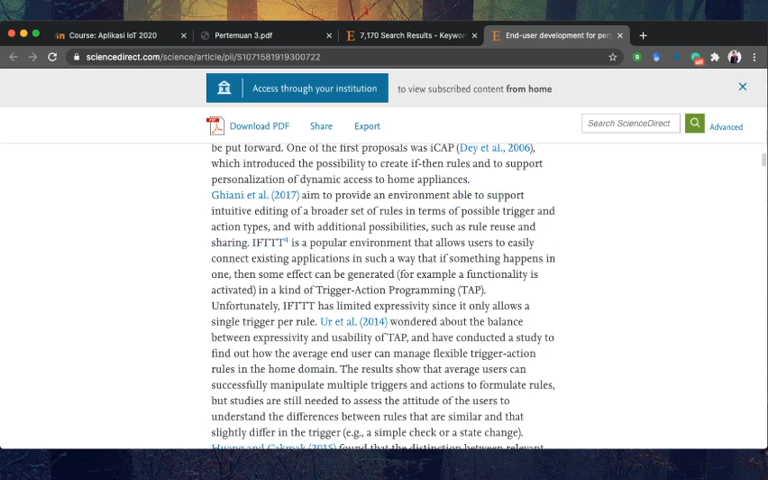 Course: Aplikasi IoT 2020
Pertemuan 3.pdf
7,170 Search Results - Keywor
End-user development for per
sciencedirect.com/science/article/pii/S1071581919300722
Access through your institution
to view subscribed content from home
Download PDF
Share
Export
Search ScienceDirect
Advanced
be put forward. One of the first proposals was iCAP (Dey et al., 2006),
which introduced the possibility to create if-then rules and to support
personalization of dynamic access to home appliances.
Ghiani et al. (2017) aim to provide an environment able to support
intuitive editing of a broader set of rules in terms of possible trigger and
action types, and with additional possibilities, such as rule reuse and
sharing. IFTTT4 is a popular environment that allows users to easily
connect existing applications in such a way that if something happens in
one, then some effect can be generated (for example a functionality is
activated) in a kind of Trigger-Action Programming (TAP).
Unfortunately, IFTTT has limited expressivity since it only allows a
single trigger per rule. Ur et al. (2014) wondered about the balance
between expressivity and usability of TAP, and have conducted a study to
find out how the average end user can manage flexible trigger-action
rules in the home domain. The results show that average users can
successfully manipulate multiple triggers and actions to formulate rules,
but studies are still needed to assess the attitude of the users to
understand the differences between rules that are similar and that
slightly differ in the trigger (e.g., a simple check or a state change).
Huang and Cakmak (2015) found that the distinction between relevant